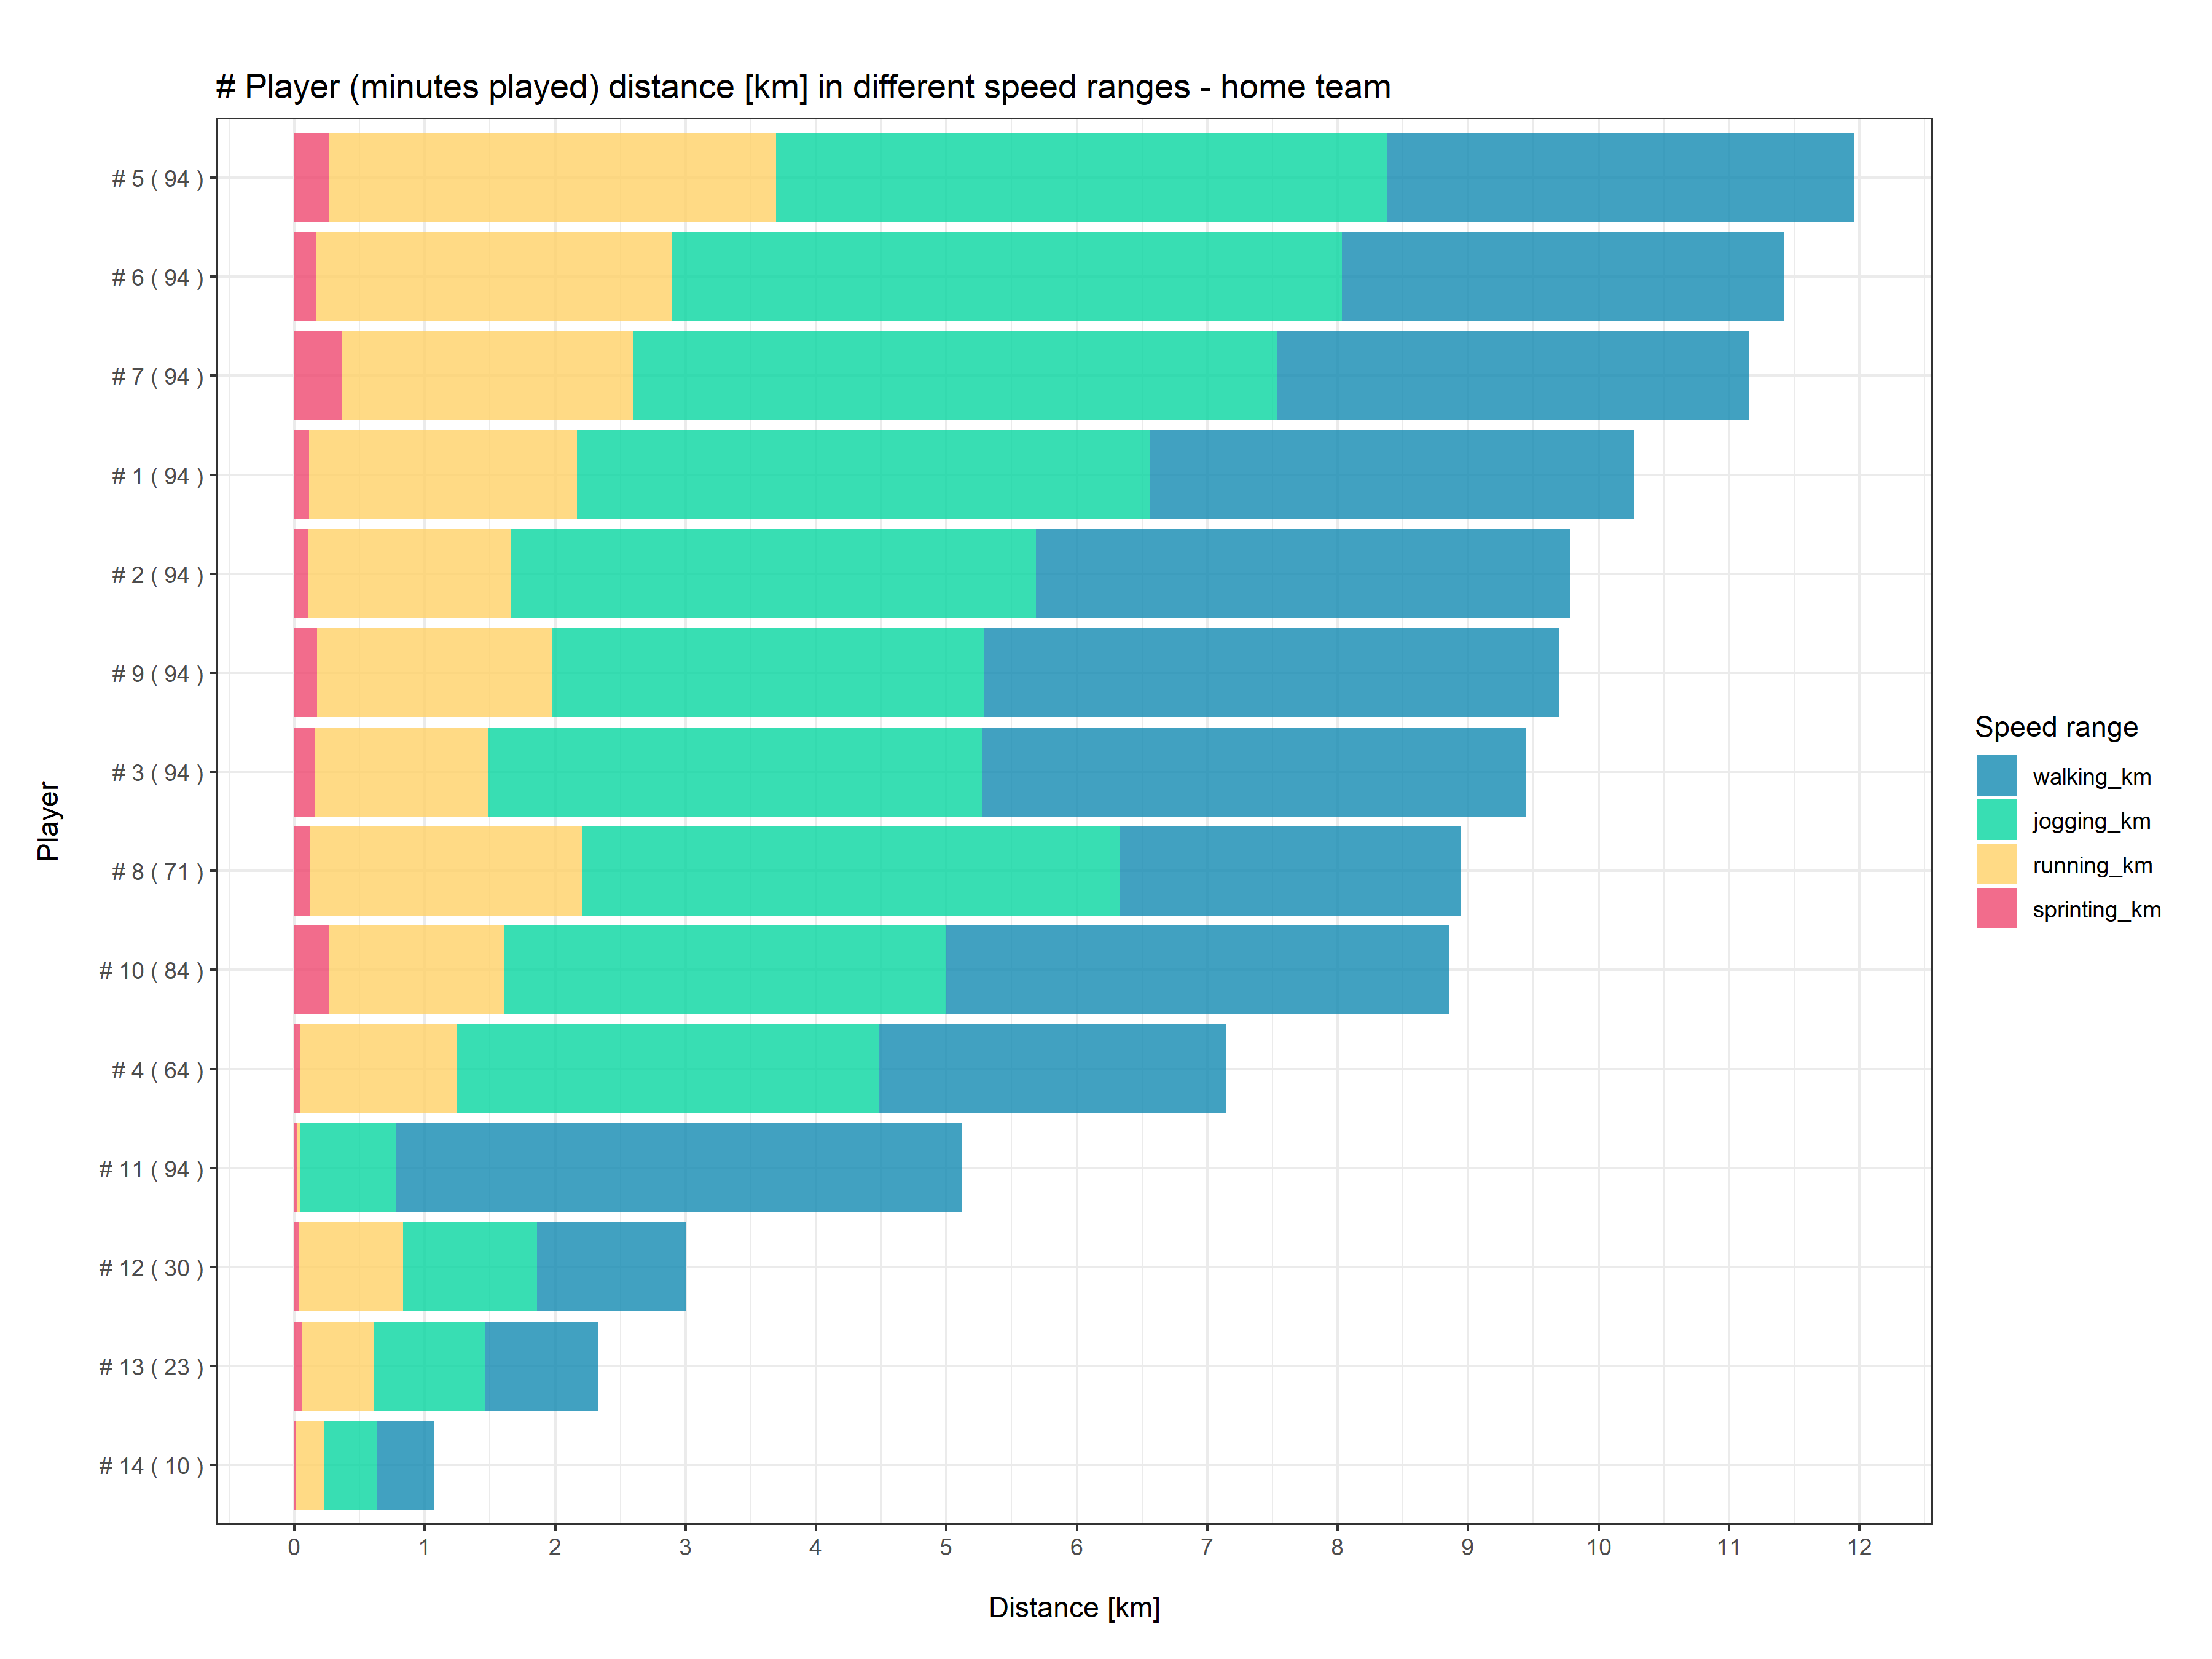 # Player (minutes played) distance [km] in different speed ranges - home team
Player
# 5 ( 94 )
# 6 ( 94 )
# 7 ( 94 )
# 1 ( 94 )
# 2 ( 94 )
# 9 ( 94 )
# 3 ( 94 )
# 8 ( 71 )
# 10 ( 84 )
# 4 ( 64 )
# 11 ( 94 )
# 12 ( 30 )
# 13 ( 23 )
# 14 ( 10 )
0 1 2 3 4 5 6 7 8 9 10 11 12
Distance [km]
Speed range
walking_km
jogging_km
running_km
sprinting_km